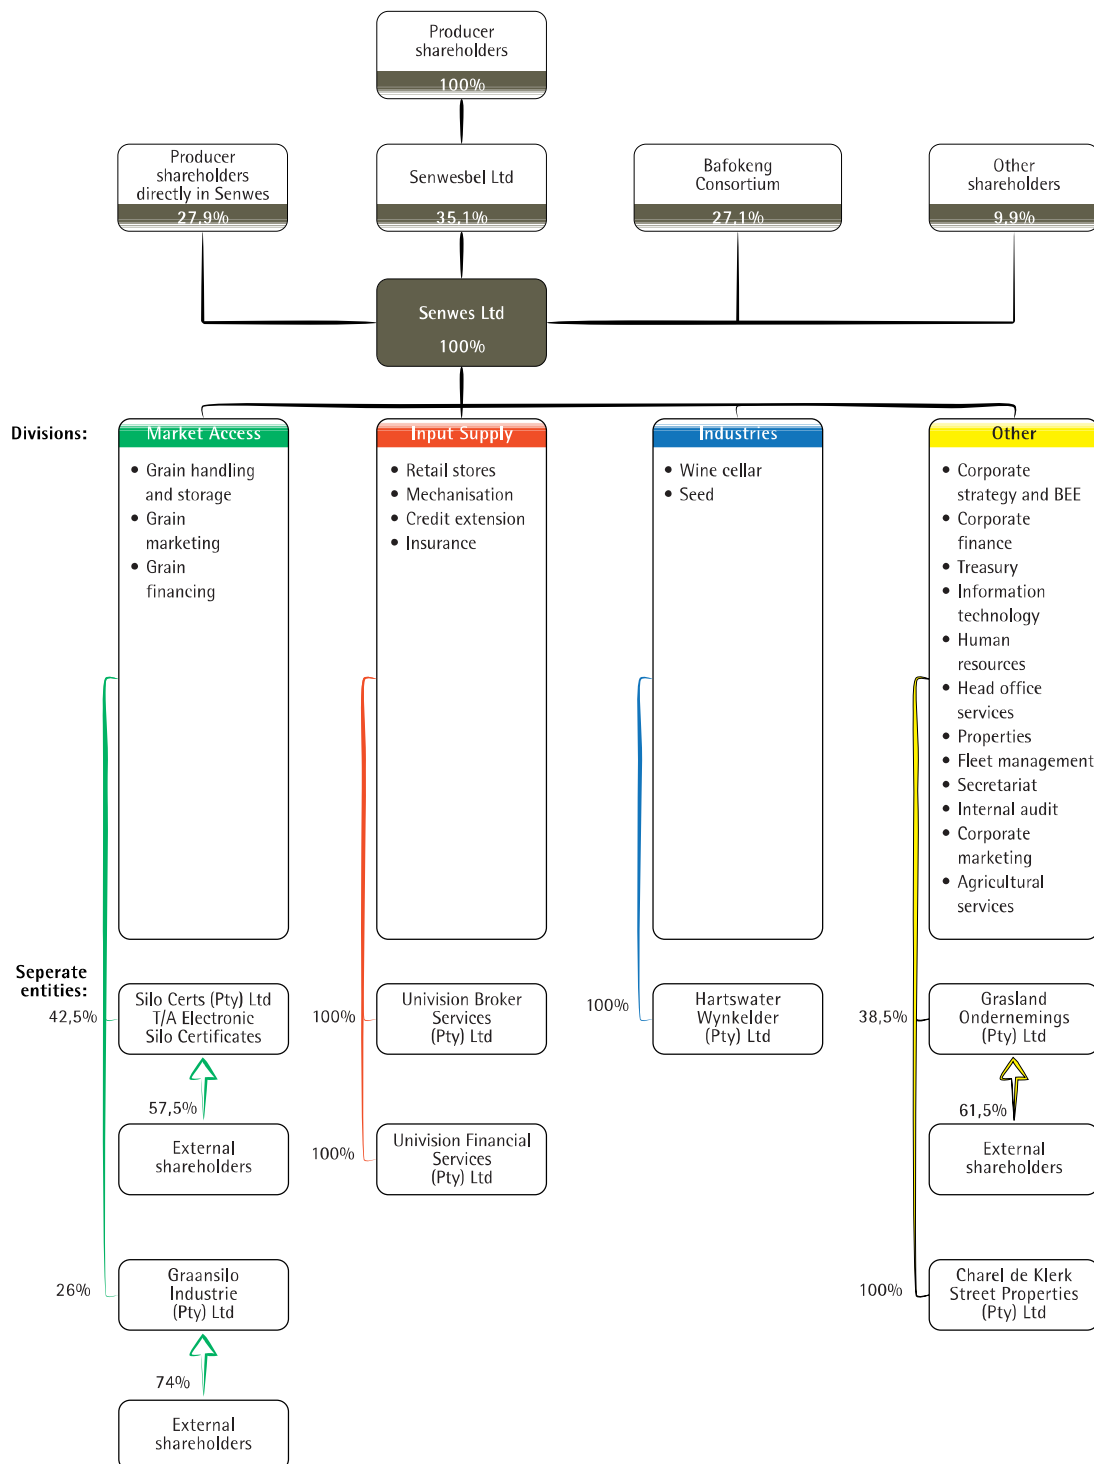 Producer
shareholders
100%
Producer
shareholders
directly in Senwes
27,9%
Senwesbel Ltd
35,1%
Bafokeng
Consortium
27,1%
Other
shareholders
9,9%
Senwes Ltd
100%
Divisions:
Market Access
• Grain handling
and storage
• Grain
marketing
• Grain
financing
Input Supply
• Retail stores
• Mechanisation
• Credit extension
• Insurance
Industries
• Wine cellar
• Seed
Other
• Corporate
strategy and BEE
• Corporate
finance
• Treasury
• Information
technology
• Human
resources
• Head office
services
• Properties
• Fleet management
• Secretariat
• Internal audit
• Corporate
marketing
• Agricultural
services
Seperate
entities:
42,5%
Silo Certs (Pty) Ltd
T/A Electronic
Silo Certificates
57,5%
External
shareholders
26%
Graansilo
Industrie
(Pty) Ltd
74%
External
shareholders
100%
Univision Broker
Services
(Pty) Ltd
100%
Univision Financial
Services
(Pty) Ltd
100%
Hartswater
Wynkelder
(Pty) Ltd
38,5%
Grasland
Ondernemings
(Pty) Ltd
61,5%
External
shareholders
100%
Charel de Klerk
Street Properties
(Pty) Ltd